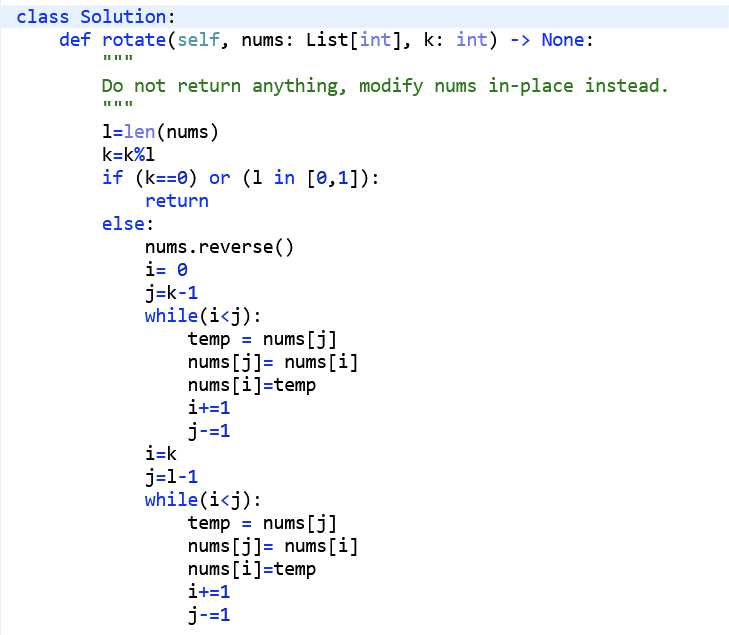 class Solution:
    def rotate(self, nums: List[int], k: int) -> None:
        """
        Do not return anything, modify nums in-place instead.
        """
        l=len(nums)
        k=k%l
        if (k==0) or (l in [0,1]):
            return
        else:
            nums.reverse()
            i= 0
            j=k-1
            while(i<j):
                temp = nums[j]
                nums[j]= nums[i]
                nums[i]=temp
                i+=1
                j-=1
            i=k
            j=l-1
            while(i<j):
                temp = nums[j]
                nums[j]= nums[i]
                nums[i]=temp
                i+=1
                j-=1